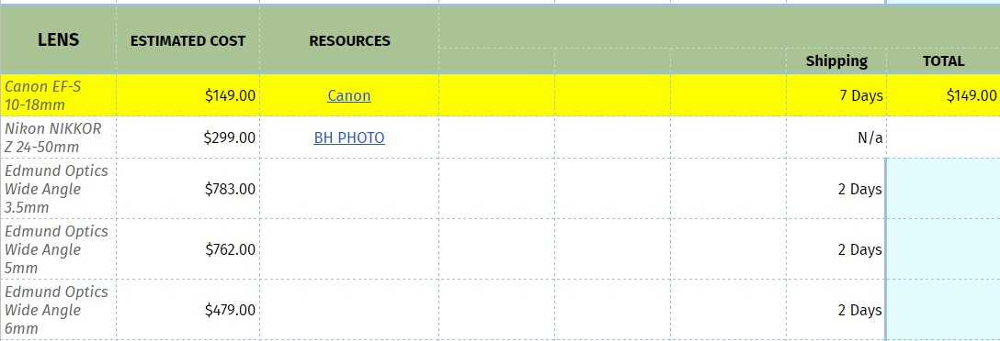 LENS ESTIMATED COST RESOURCES
Shipping TOTAL
Canon EF-S
10-18mm $149.00 Canon 7 Days $149.00
Nikon NIKKOR
Z 24-50mm $299.00 BH PHOTO N/a
Edmund Optics
Wide Angle $783.00 2 Days
3.5mm
Edmund Optics
Wide Angle $762.00 2 Days
5mm
Edmund Optics
Wide Angle $479.00 2 Days
6mm